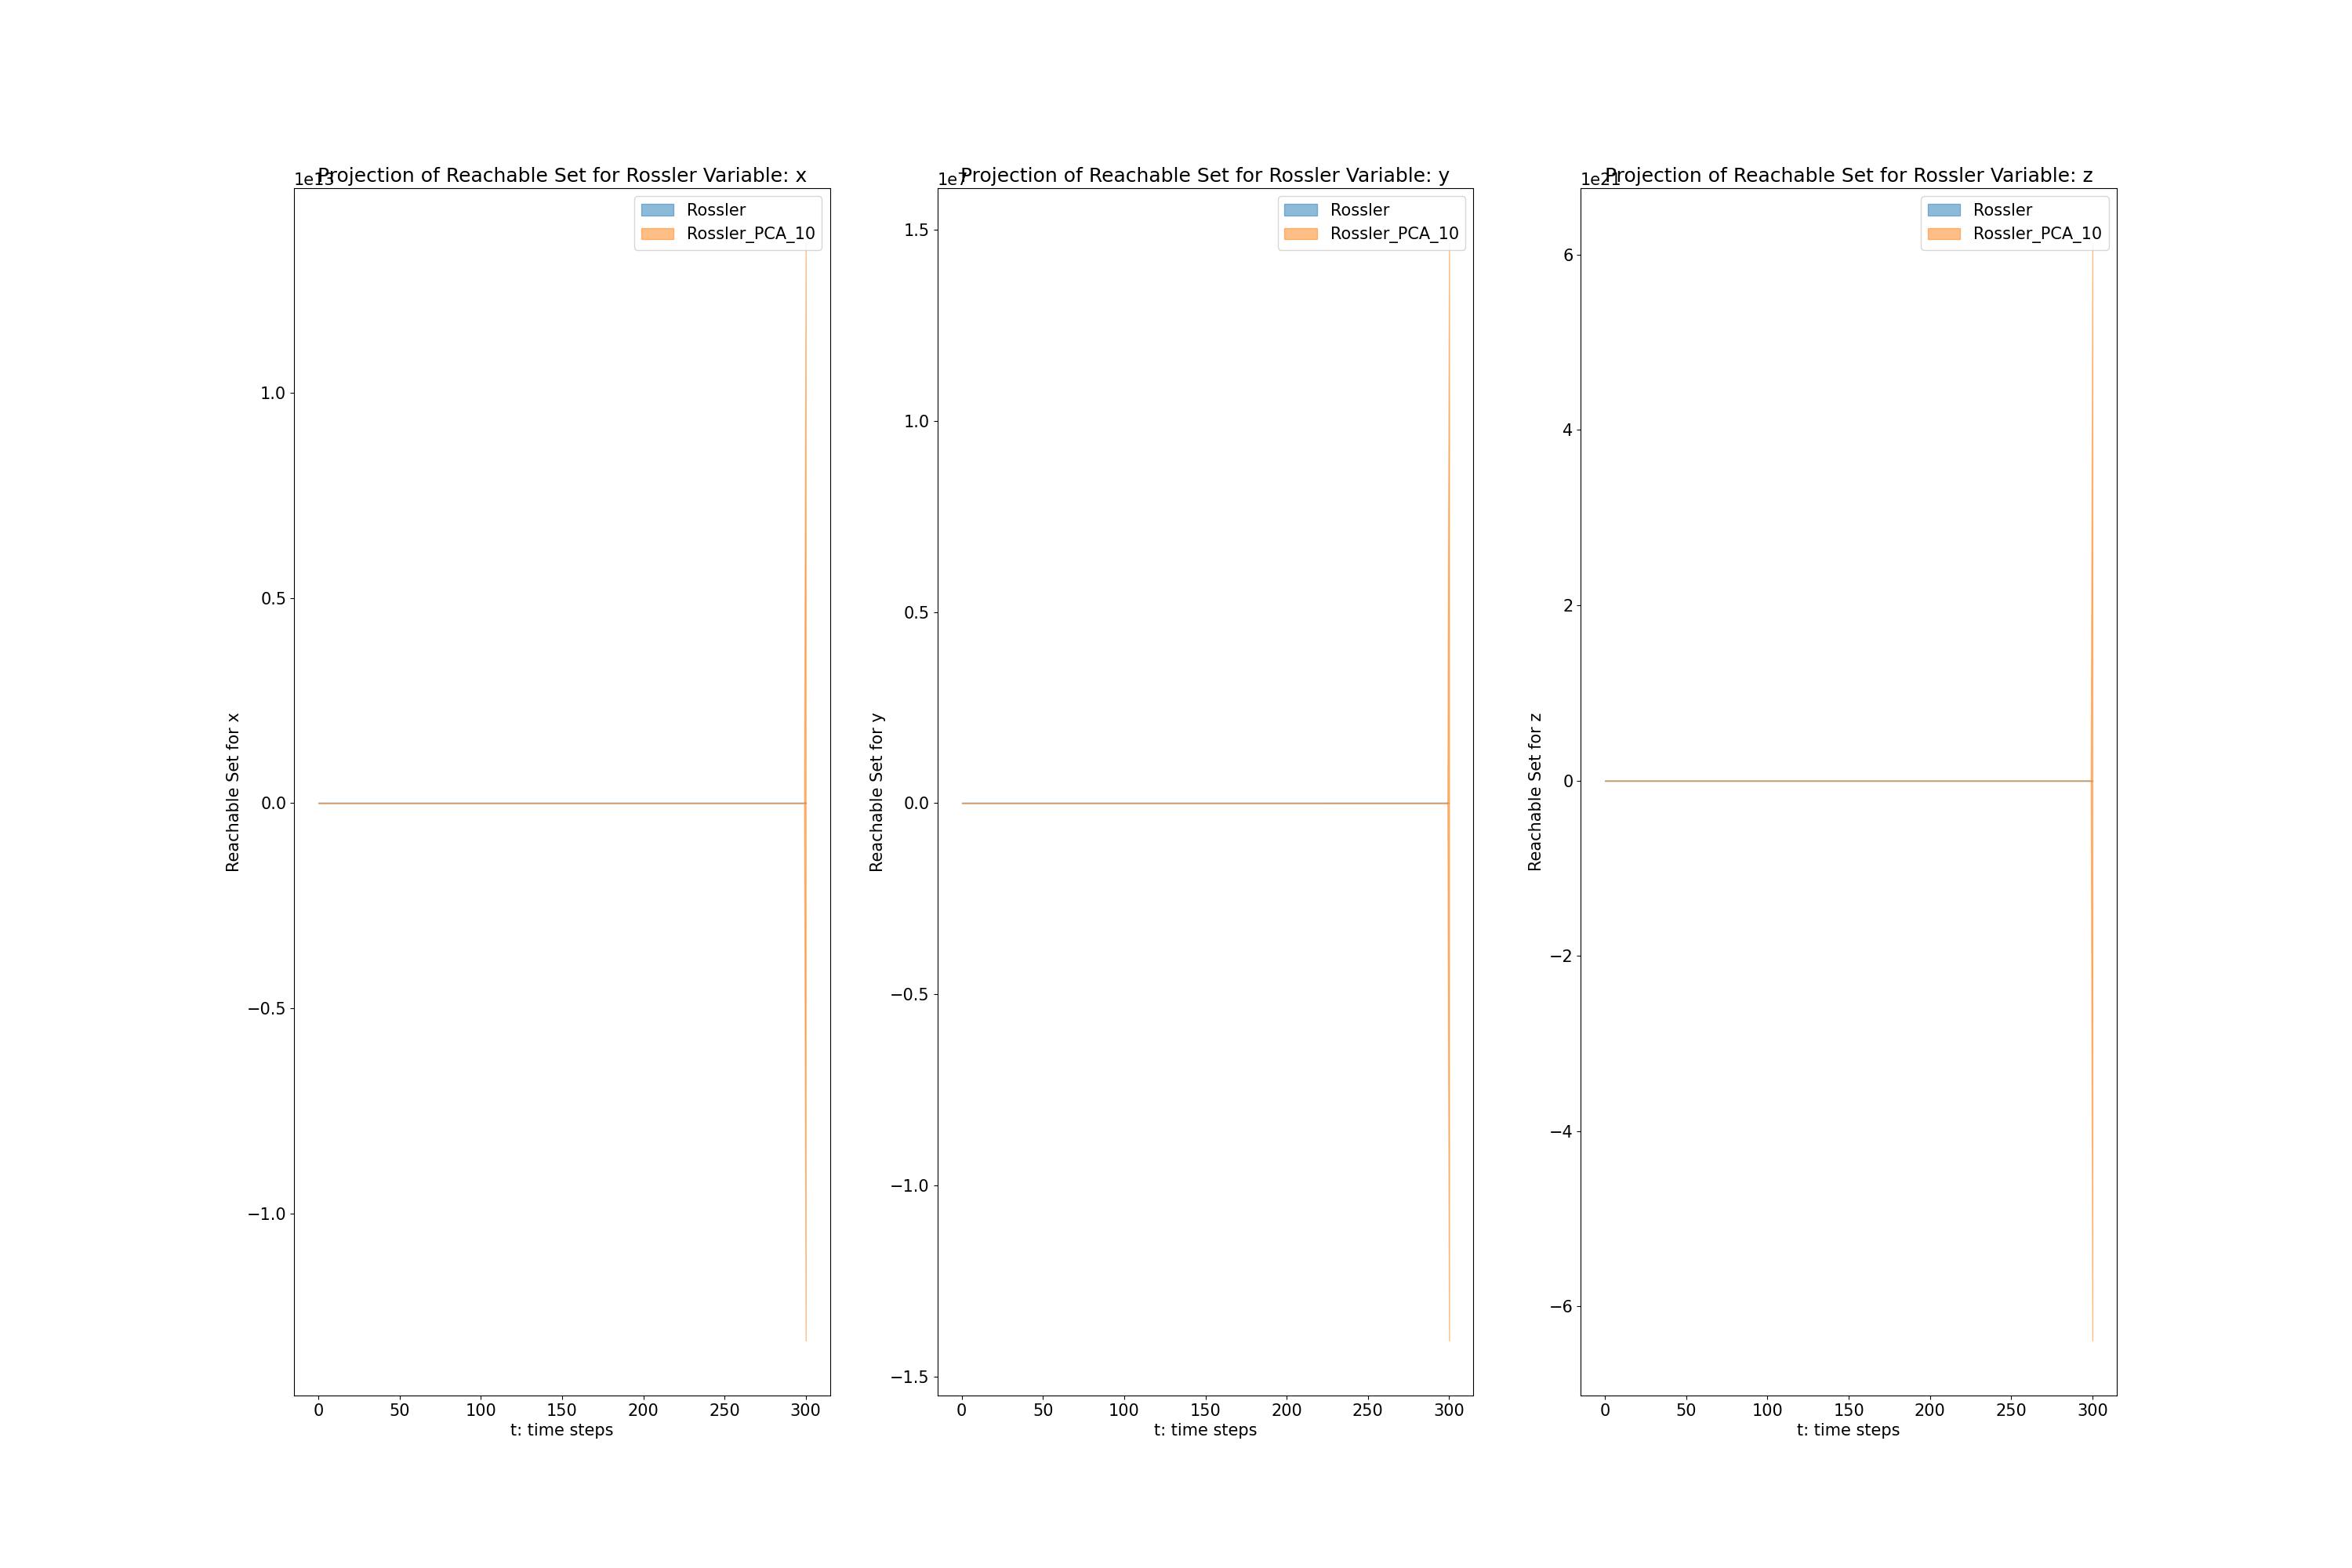 Projection of Reachable Set for Rossler Variable: x
1e13
Rossler
Rossler_PCA_10
1.0
0.5
0.0
−0.5
−1.0
Reachable Set for x
0 50 100 150 200 250 300
t: time steps
Projection of Reachable Set for Rossler Variable: y
1e7
Rossler
Rossler_PCA_10
1.5
1.0
0.5
0.0
−0.5
−1.0
−1.5
Reachable Set for y
0 50 100 150 200 250 300
t: time steps
Projection of Reachable Set for Rossler Variable: z
1e21
Rossler
Rossler_PCA_10
6
4
2
0
−2
−4
−6
Reachable Set for z
0 50 100 150 200 250 300
t: time steps